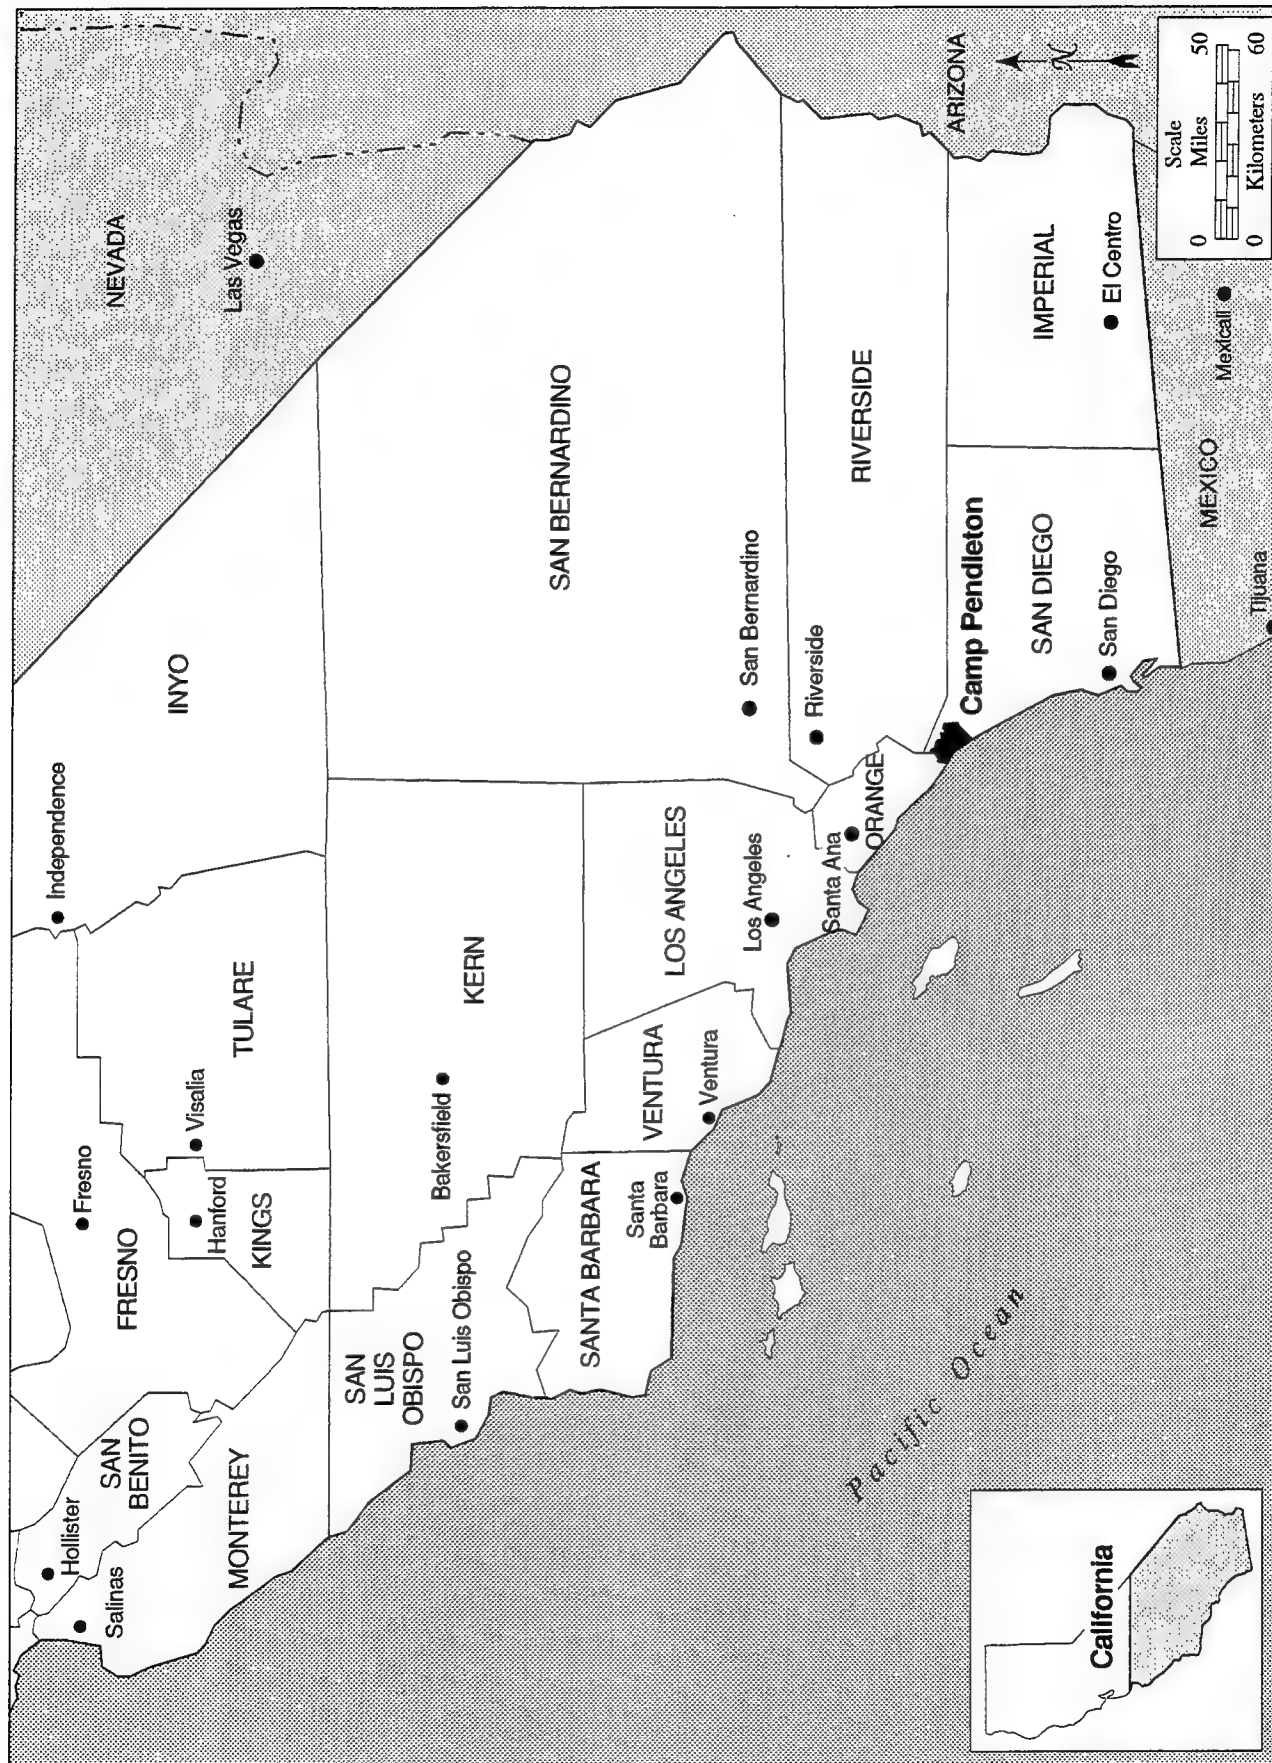 NEVADA
Las Vegas
Independence
INYO
Fresno
FRESNO
TULARE
Visalia
Hanford
KINGS
Hollister
SAN
BENITO
Salinas
MONTEREY
SAN BERNARDINO
San Bernardino
KERN
Bakersfield
SAN
LUIS
OBISPO
San Luis Obispo
SANTA BARBARA
Santa
Barbara
VENTURA
Ventura
LOS ANGELES
Los Angeles
Santa Ana
ORANGE
Riverside
RIVERSIDE
ARIZONA
N
Camp Pendleton
SAN DIEGO
San Diego
IMPERIAL
El Centro
MEXICO
Mexicali
Tijuana
Pacific Ocean
California
Scale
0 Miles 50
0 Kilometers 60